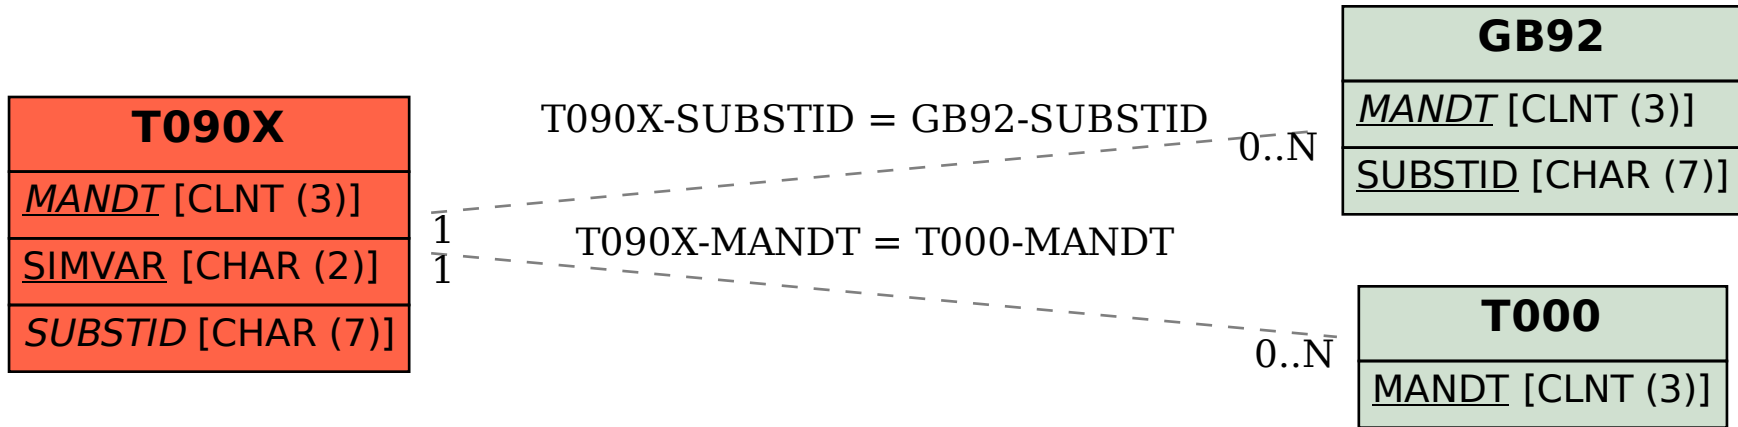 T090X
MANDT [CLNT (3)]
SIMVAR [CHAR (2)]
SUBSTID [CHAR (7)]
T090X-SUBSTID = GB92-SUBSTID
1
0..N
T090X-MANDT = T000-MANDT
1
0..N
GB92
MANDT [CLNT (3)]
SUBSTID [CHAR (7)]
T000
MANDT [CLNT (3)]